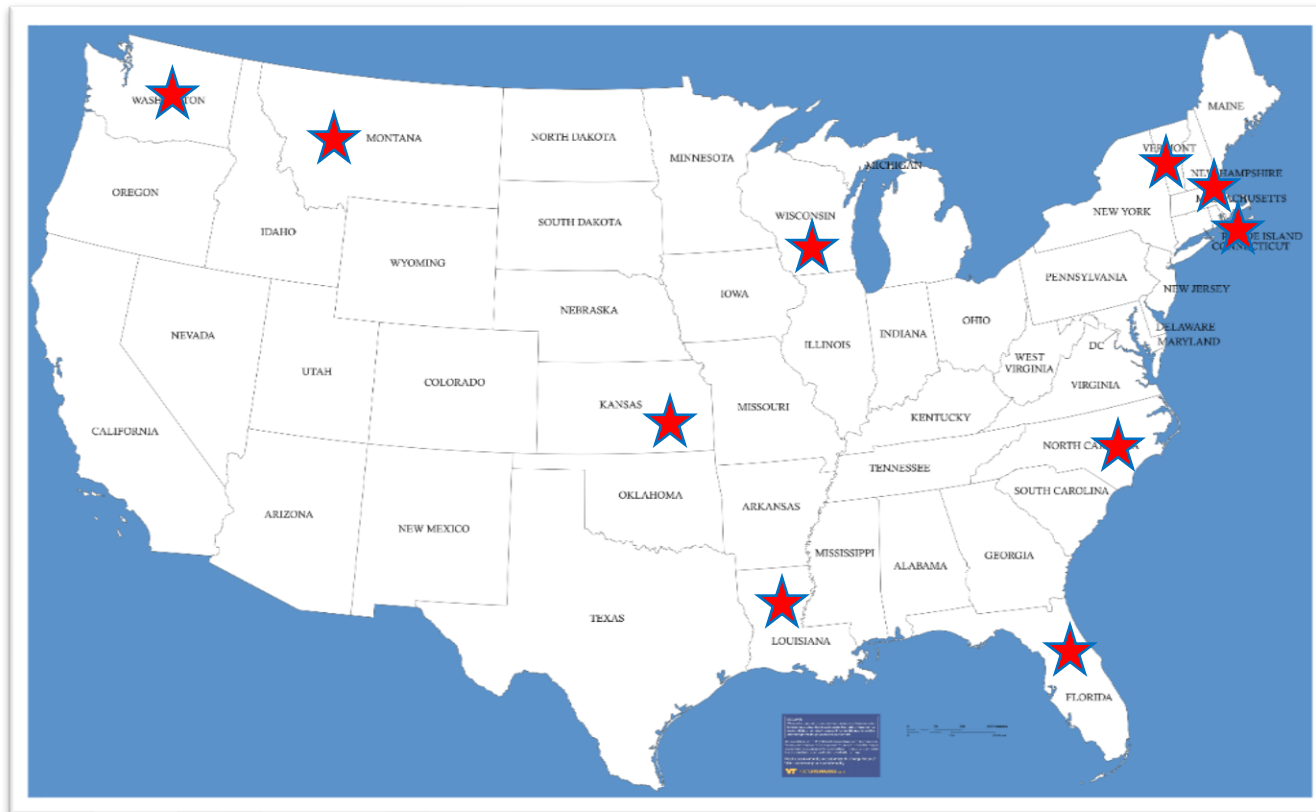 MAINE
WASHINGTON
MONTANA
NORTH DAKOTA
MINNESOTA
VERMONT
MICHIGAN
NEW HAMPSHIRE
OREGON
MASSACHUSETTS
NEW YORK
WISCONSIN
SOUTH DAKOTA
IDAHO
RHODE ISLAND
CONNECTICUT
WYOMING
PENNSYLVANIA
NEW JERSEY
IOWA
NEBRASKA
OHIO
DELAWARE
NEVADA
INDIANA
MARYLAND
ILLINOIS
DC
WEST
VIRGINIA
UTAH
COLORADO
VIRGINIA
KANSAS
MISSOURI
KENTUCKY
CALIFORNIA
NORTH CAROLINA
TENNESSEE
SOUTH CAROLINA
OKLAHOMA
ARKANSAS
ARIZONA
NEW MEXICO
MISSISSIPPI
GEORGIA
ALABAMA
TEXAS
LOUISIANA
FLORIDA
VT